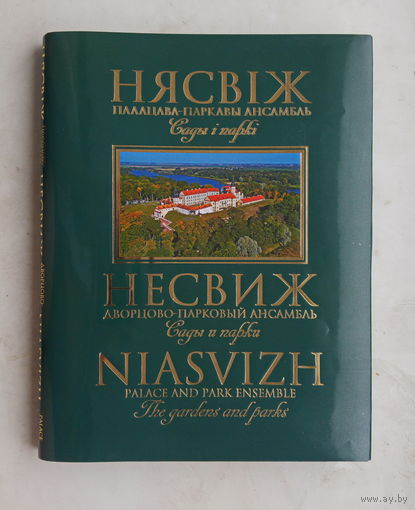 НЯСВІЖ
ПАЛАЦАВА-ПАРКАВЫ АНСАМБЛЬ
Сады і паркі
НЕСВИЖ
ДВОРЦОВО-ПАРКОВЫЙ АНСАМБЛЬ
Сады и парки
NIASVIZH
PALACE AND PARK ENSEMBLE
The gardens and parks
www.ay.by